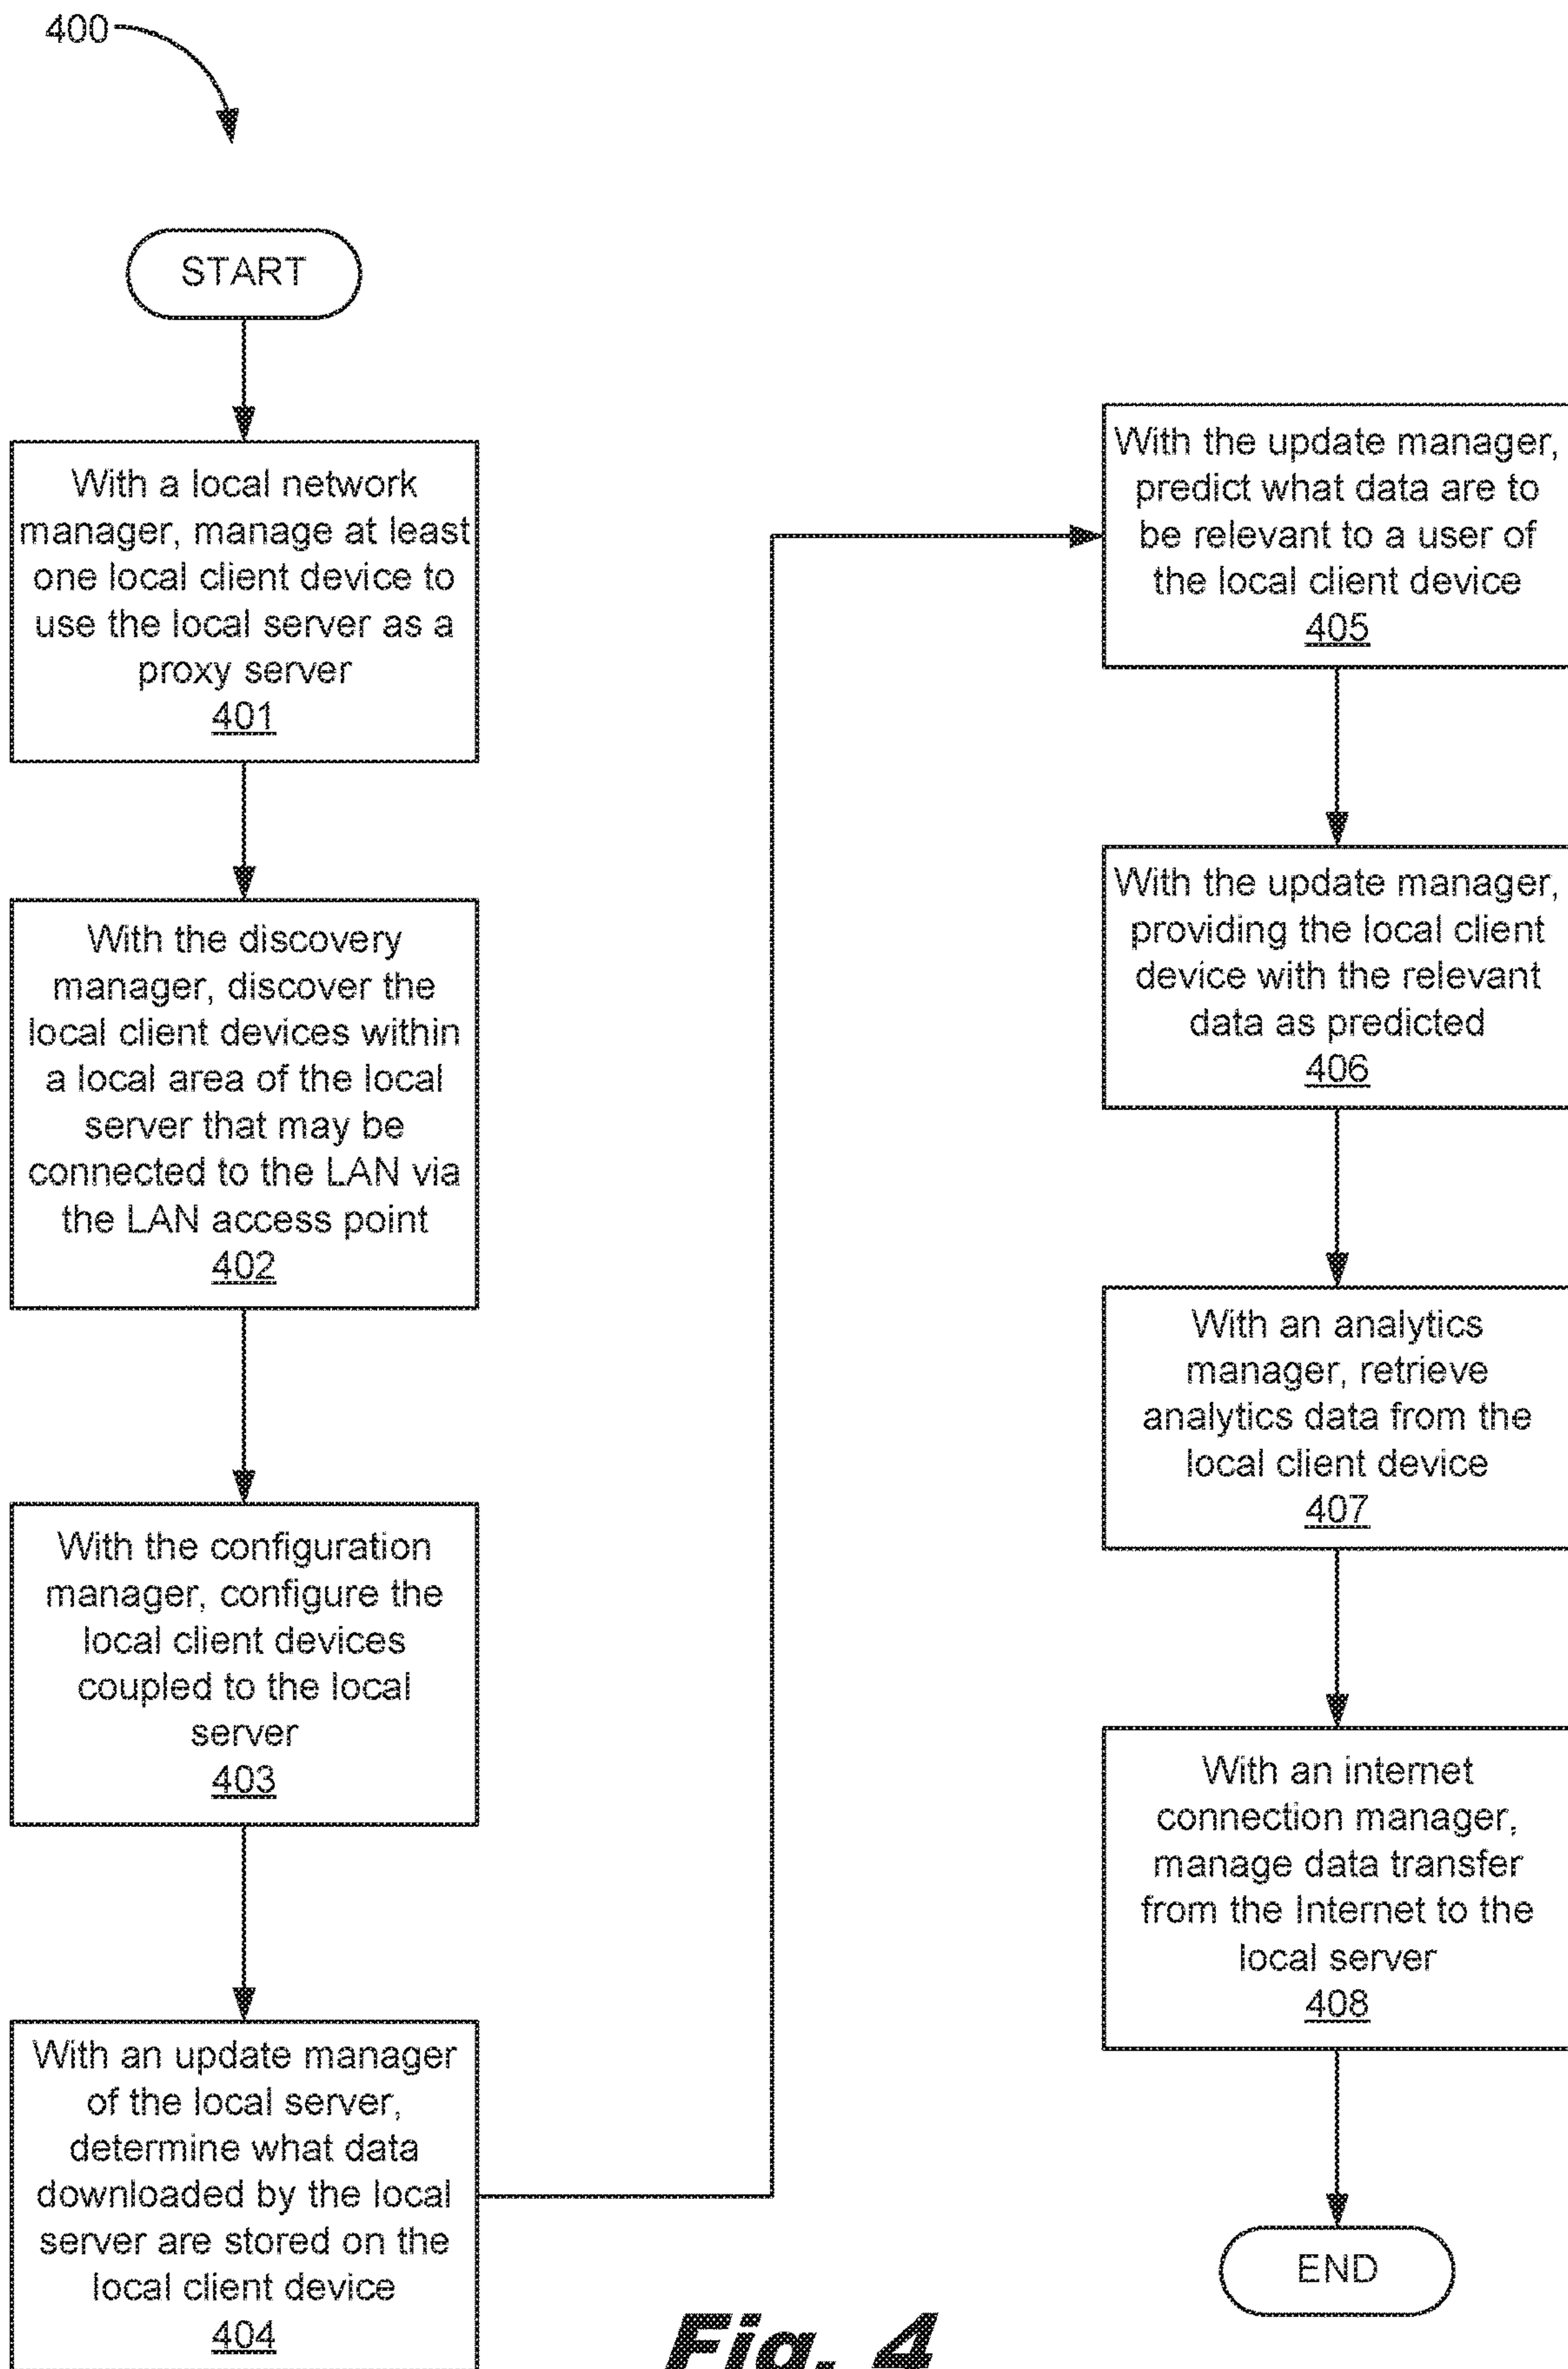 400
START
With a local network
manager, manage at least
one local client device to
use the local server as a
proxy server
401
With the discovery
manager, discover the
local client devices within
a local area of the local
server that may be
connected to the LAN via
the LAN access point
402
With the configuration
manager, configure the
local client devices
coupled to the local
server
403
With an update manager
of the local server,
determine what data
downloaded by the local
server are stored on the
local client device
404
With the update manager,
predict what data are to
be relevant to a user of
the local client device
405
With the update manager,
providing the local client
device with the relevant
data as predicted
406
With an analytics
manager, retrieve
analytics data from the
local client device
407
With an internet
connection manager,
manage data transfer
from the Internet to the
local server
408
END
Fig. 4